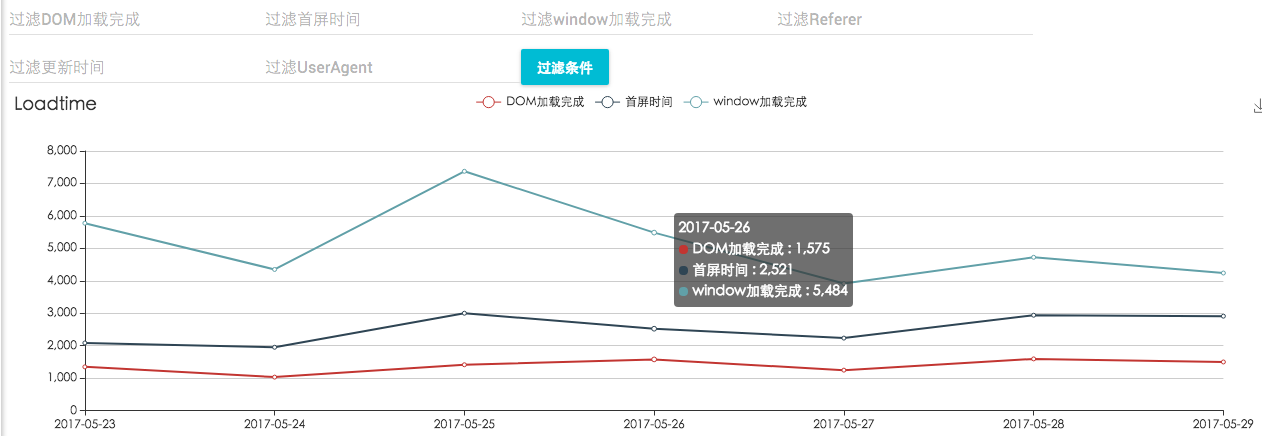 过滤DOM加载完成 过滤首屏时间 过滤window加载完成 过滤Referer
过滤更新时间 过滤UserAgent 过滤条件
Loadtime
DOM加载完成 首屏时间 window加载完成
8,000
7,000
6,000
5,000
4,000
3,000
2,000
1,000
0
2017-05-26
DOM加载完成 : 1,575
首屏时间 : 2,521
window加载完成 : 5,484
2017-05-23 2017-05-24 2017-05-25 2017-05-26 2017-05-27 2017-05-28 2017-05-29